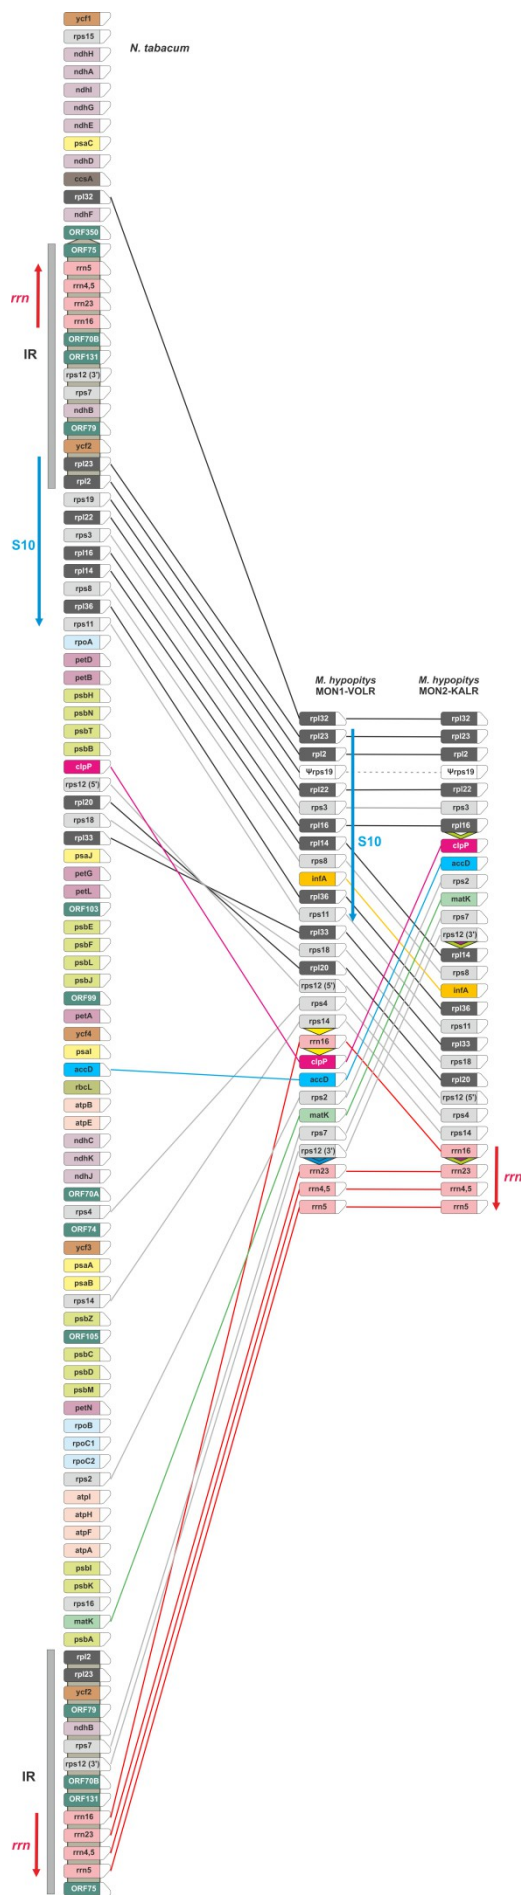 N. tabacum
ycf1
rps15
ndhH
ndhA
ndhI
ndhG
ndhE
psaC
ndhD
ccsA
rpl32
ndhF
ORF350
ORF75
rrn5
rrn4,5
rrn23
rrn16
ORF70B
ORF131
rps12 (3')
rps7
ndhB
ORF79
ycf2
rpl23
rpl2
rps19
rpl22
rps3
rpl16
rpl14
rps8
rpl36
rps11
rpoA
petD
petB
psbH
psbN
psbT
psbB
clpP
rps12 (5')
rpl20
rps18
rpl33
psaJ
petG
petL
ORF103
psbE
psbF
psbL
psbJ
ORF99
petA
ycf4
psaI
accD
rbcL
atpB
atpE
ndhC
ndhK
ndhJ
ORF70A
rps4
ORF74
ycf3
psaA
psaB
rps14
psbZ
ORF105
psbC
psbD
psbM
petN
rpoB
rpoC1
rpoC2
rps2
atpI
atpH
atpF
atpA
psbI
psbK
rps16
matK
psbA
rpl2
rpl23
ycf2
ORF79
ndhB
rps7
rps12 (3')
ORF70B
ORF131
rrn16
rrn23
rrn4,5
rrn5
ORF75
rrn
IR
S10
IR
rrn
M. hypopitys
MON1-VOLR
rpl32
rpl23
rpl2
Ψrps19
rpl22
rps3
rpl16
rpl14
rps8
infA
rpl36
rps11
rpl33
rps18
rpl20
rps12 (5')
rps4
rps14
rrn16
clpP
accD
rps2
matK
rps7
rps12 (3')
rrn23
rrn4,5
rrn5
S10
M. hypopitys
MON2-KALR
rpl32
rpl23
rpl2
Ψrps19
rpl22
rps3
rpl16
clpP
accD
rps2
matK
rps7
rps12 (3')
rpl14
rps8
infA
rpl36
rps11
rpl33
rps18
rpl20
rps12 (5')
rps4
rps14
rrn16
rrn23
rrn4,5
rrn5
rrn